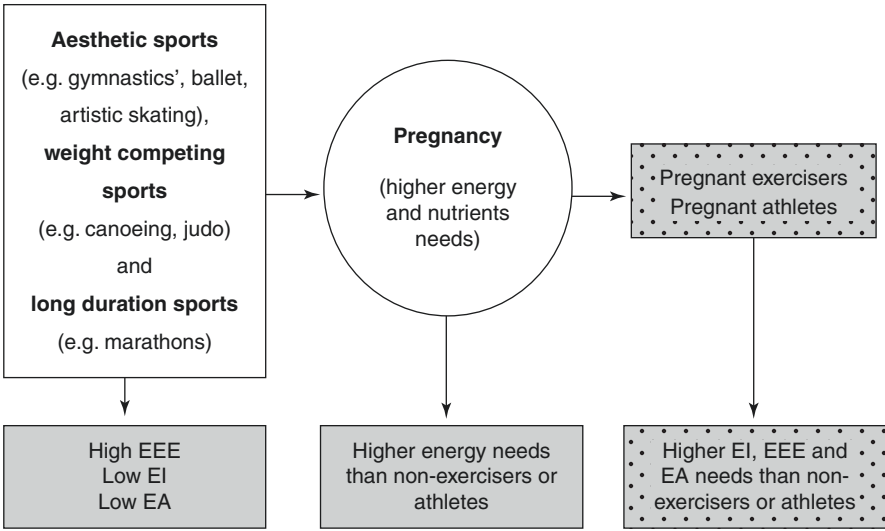 Aesthetic sports
(e.g. gymnastics’, ballet,
artistic skating),
weight competing
sports
(e.g. canoeing, judo)
and
long duration sports
(e.g. marathons)
Pregnancy
(higher energy
and nutrients
needs)
Pregnant exercisers
Pregnant athletes
High EEE
Low EI
Low EA
Higher energy needs
than non-exercisers or
athletes
Higher EI, EEE and
EA needs than non-
exercisers or athletes